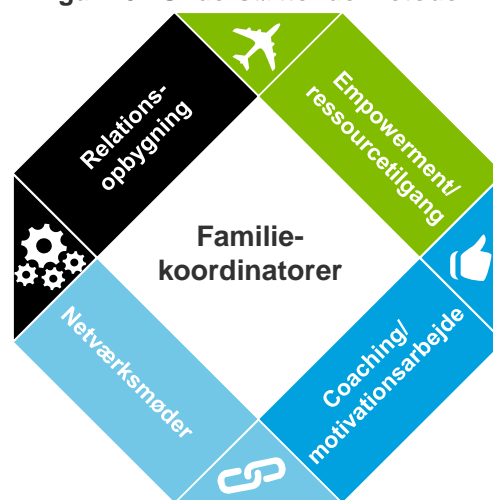 Relations-
opbygning
Empowerment/
ressourcetilgang
Familie-
koordinatorer
Netværksmøder
Coaching/
motivationsarbejde